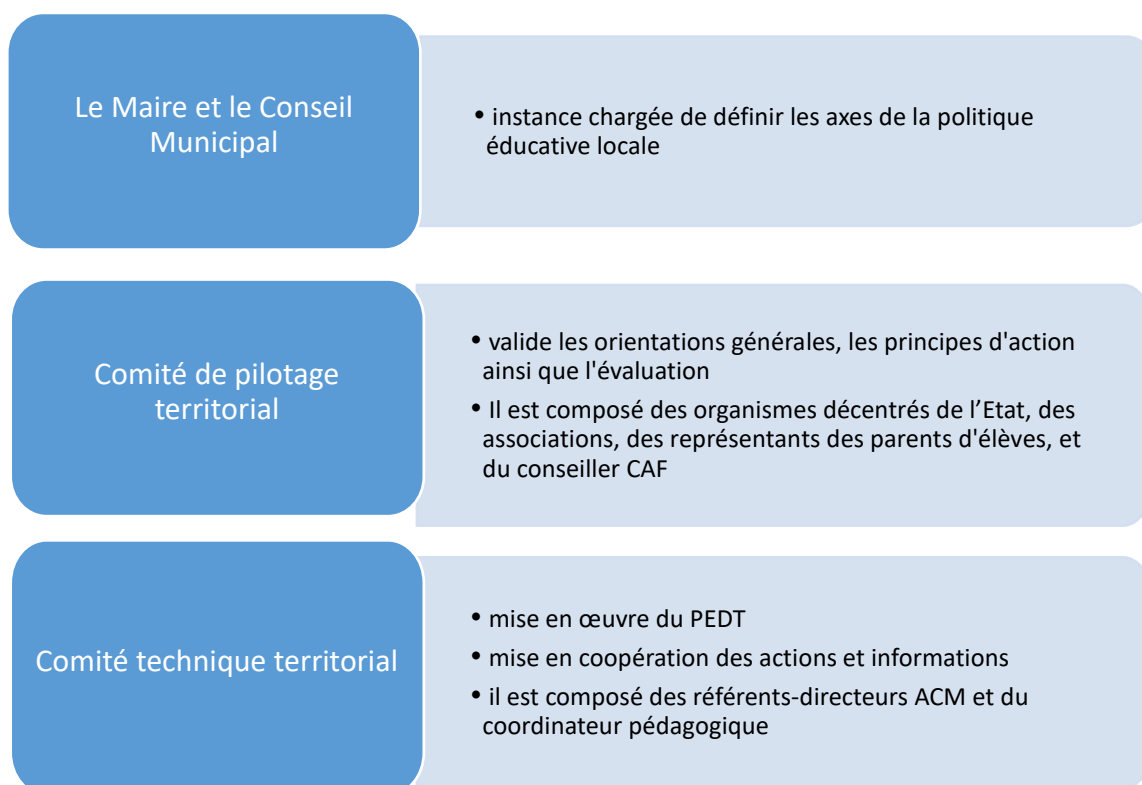 Le Maire et le Conseil
Municipal
• instance chargée de définir les axes de la politique
éducative locale
Comité de pilotage
territorial
• valide les orientations générales, les principes d'action
ainsi que l'évaluation
• Il est composé des organismes décentrés de l’Etat, des
associations, des représentants des parents d'élèves, et
du conseiller CAF
Comité technique territorial
• mise en œuvre du PEDT
• mise en coopération des actions et informations
• il est composé des référents-directeurs ACM et du
coordinateur pédagogique